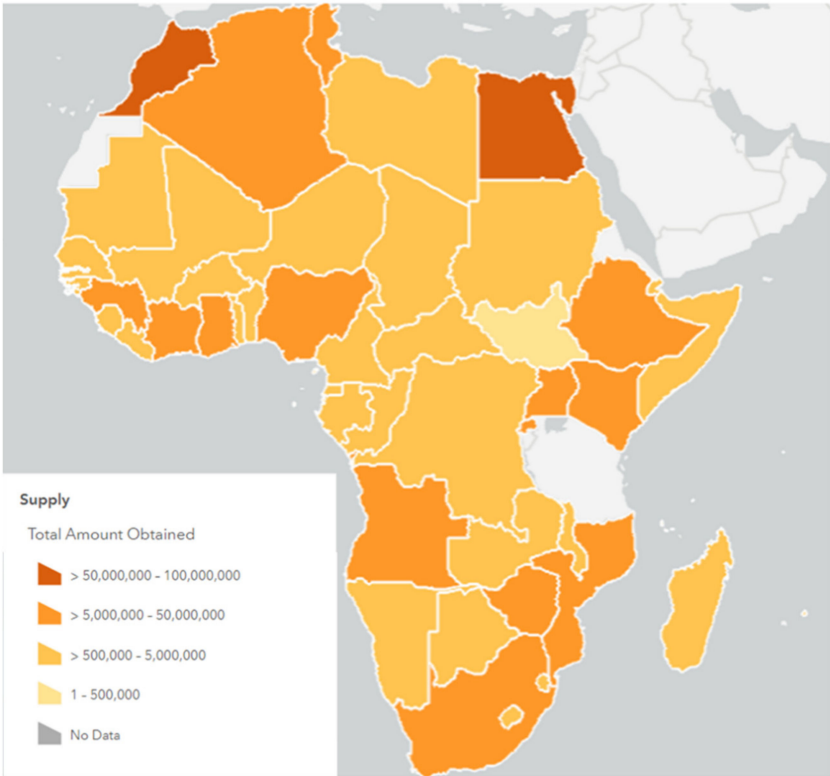 Supply
Total Amount Obtained
> 50,000,000 - 100,000,000
> 5,000,000 - 50,000,000
> 500,000 - 5,000,000
1 - 500,000
No Data